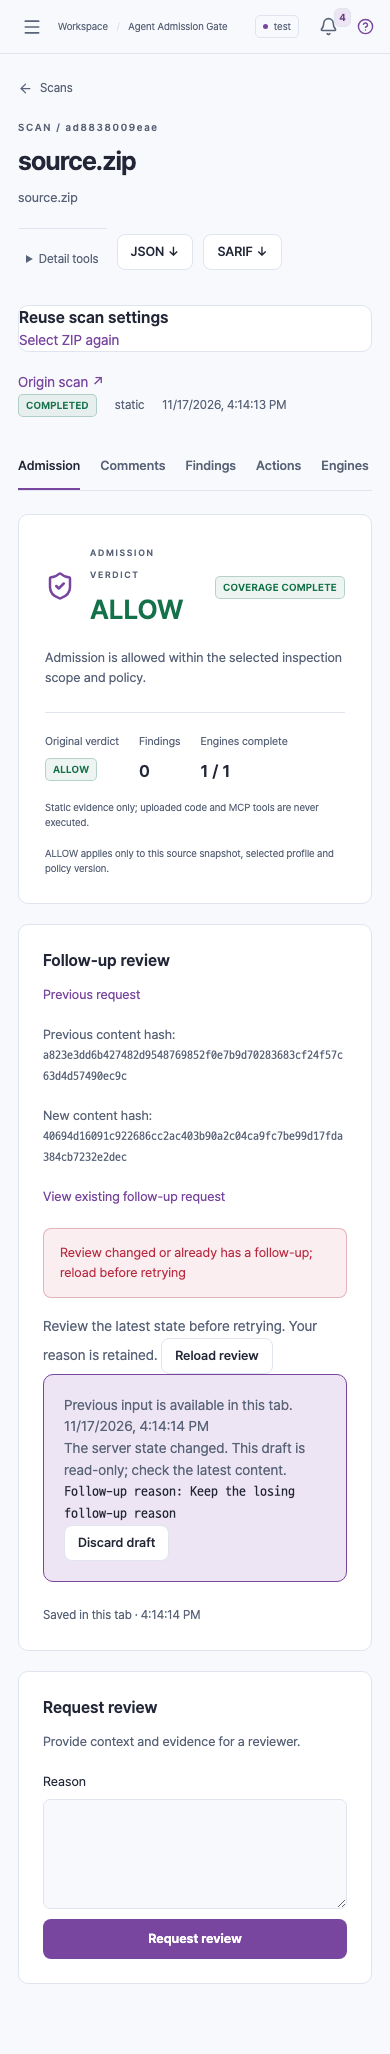 Workspace / Agent Admission Gate
test
4
← Scans
SCAN / ad8838009eae
source.zip
source.zip
▶ Detail tools
JSON ↓
SARIF ↓
Reuse scan settings
Select ZIP again
Origin scan ↗
COMPLETED static 11/17/2026, 4:14:13 PM
Admission Comments Findings Actions Engines
ADMISSION
VERDICT
ALLOW
COVERAGE COMPLETE
Admission is allowed within the selected inspection
scope and policy.
Original verdict Findings Engines complete
ALLOW 0 1 / 1
Static evidence only; uploaded code and MCP tools are never
executed.
ALLOW applies only to this source snapshot, selected profile and
policy version.
Follow-up review
Previous request
Previous content hash:
a823e3dd6b427482d9548769852f0e7b9d70283683cf24f57c
63d4d57490ec9c
New content hash:
40694d16091c922686cc2ac403b90a2c04ca9fc7be99d17fda
384cb7232e2dec
View existing follow-up request
Review changed or already has a follow-up;
reload before retrying
Review the latest state before retrying. Your
reason is retained. Reload review
Previous input is available in this tab.
11/17/2026, 4:14:14 PM
The server state changed. This draft is
read-only; check the latest content.
Follow-up reason: Keep the losing
follow-up reason
Discard draft
Saved in this tab · 4:14:14 PM
Request review
Provide context and evidence for a reviewer.
Reason
Request review